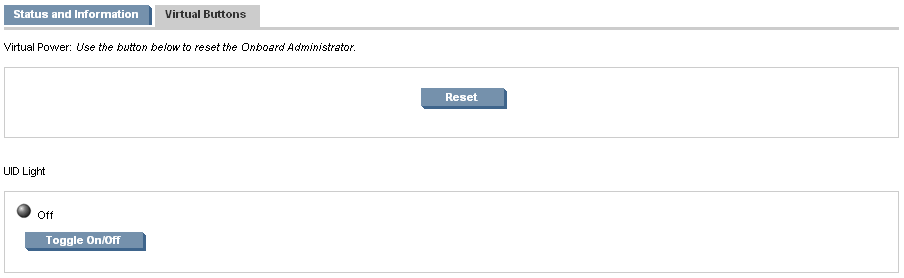 Status and Information
Virtual Buttons
Virtual Power: Use the button below to reset the Onboard Administrator.
Reset
UID Light
Off
Toggle On/Off